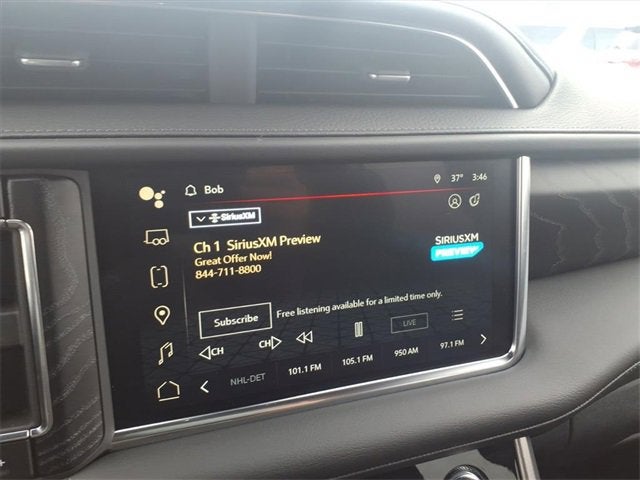 Bob
37° 3:46
SiriusXM
Ch 1 SiriusXM Preview
Great Offer Now!
844-711-8800
SIRIUSXM
PREVIEW
Subscribe
Free listening available for a limited time only.
CH
CH
LIVE
NHL-DET
101.1 FM
105.1 FM
950 AM
97.1 FM